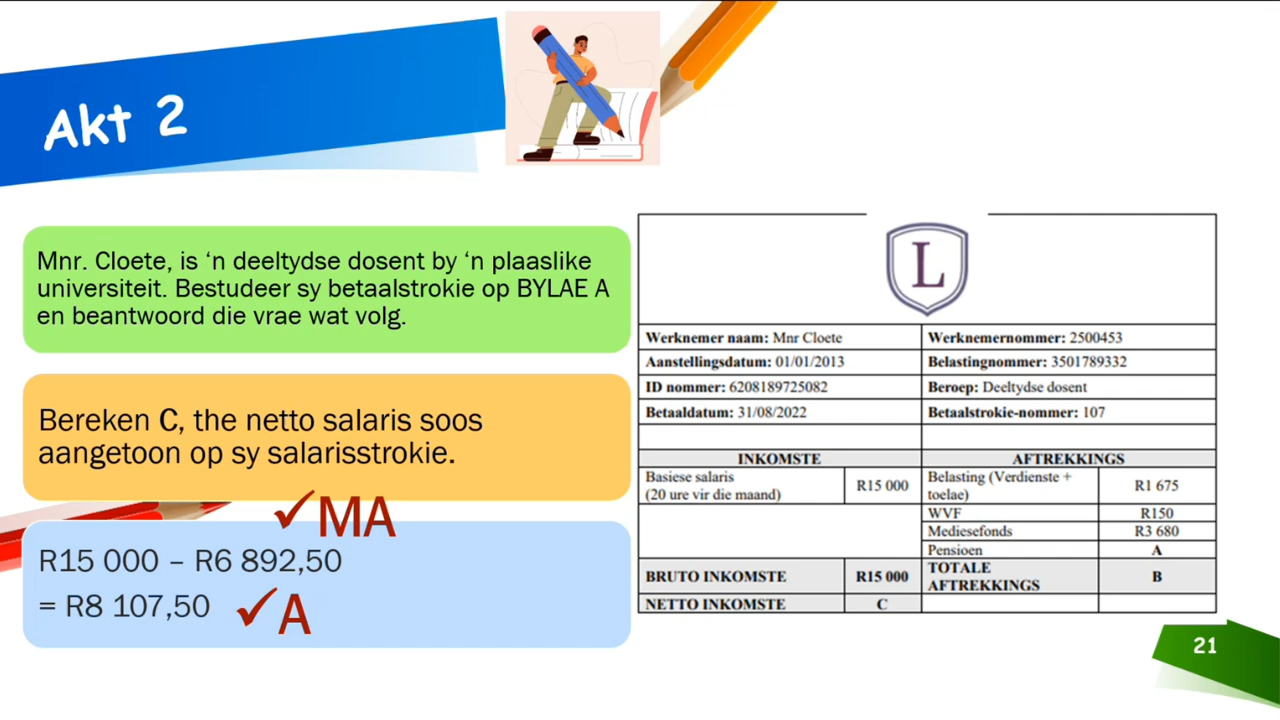 Akt 2
Mnr. Cloete, is ‘n deeltydse dosent by ‘n plaaslike
universiteit. Bestudeer sy betaalstrokie op BYLAE A
en beantwoord die vrae wat volg.
Bereken C, the netto salaris soos
aangetoon op sy salarisstrokie.
✓MA
R15 000 – R6 892,50
= R8 107,50 ✓A
L
Werknemer naam: Mnr Cloete Werknemernommer: 2500453
Aanstellingsdatum: 01/01/2013 Belastingnommer: 3501789332
ID nommer: 6208189725082 Beroep: Deeltydse dosent
Betaaldatum: 31/08/2022 Betaalstrokie-nommer: 107
INKOMSTE AFTREKKINGS
Basiese salaris
(20 ure vir die maand) R15 000 Belasting (Verdienste +
toelae) R1 675
WVF R150
Mediesefonds R3 680
Pensioen A
BRUTO INKOMSTE R15 000 TOTALE
AFTREKKINGS B
NETTO INKOMSTE C
21